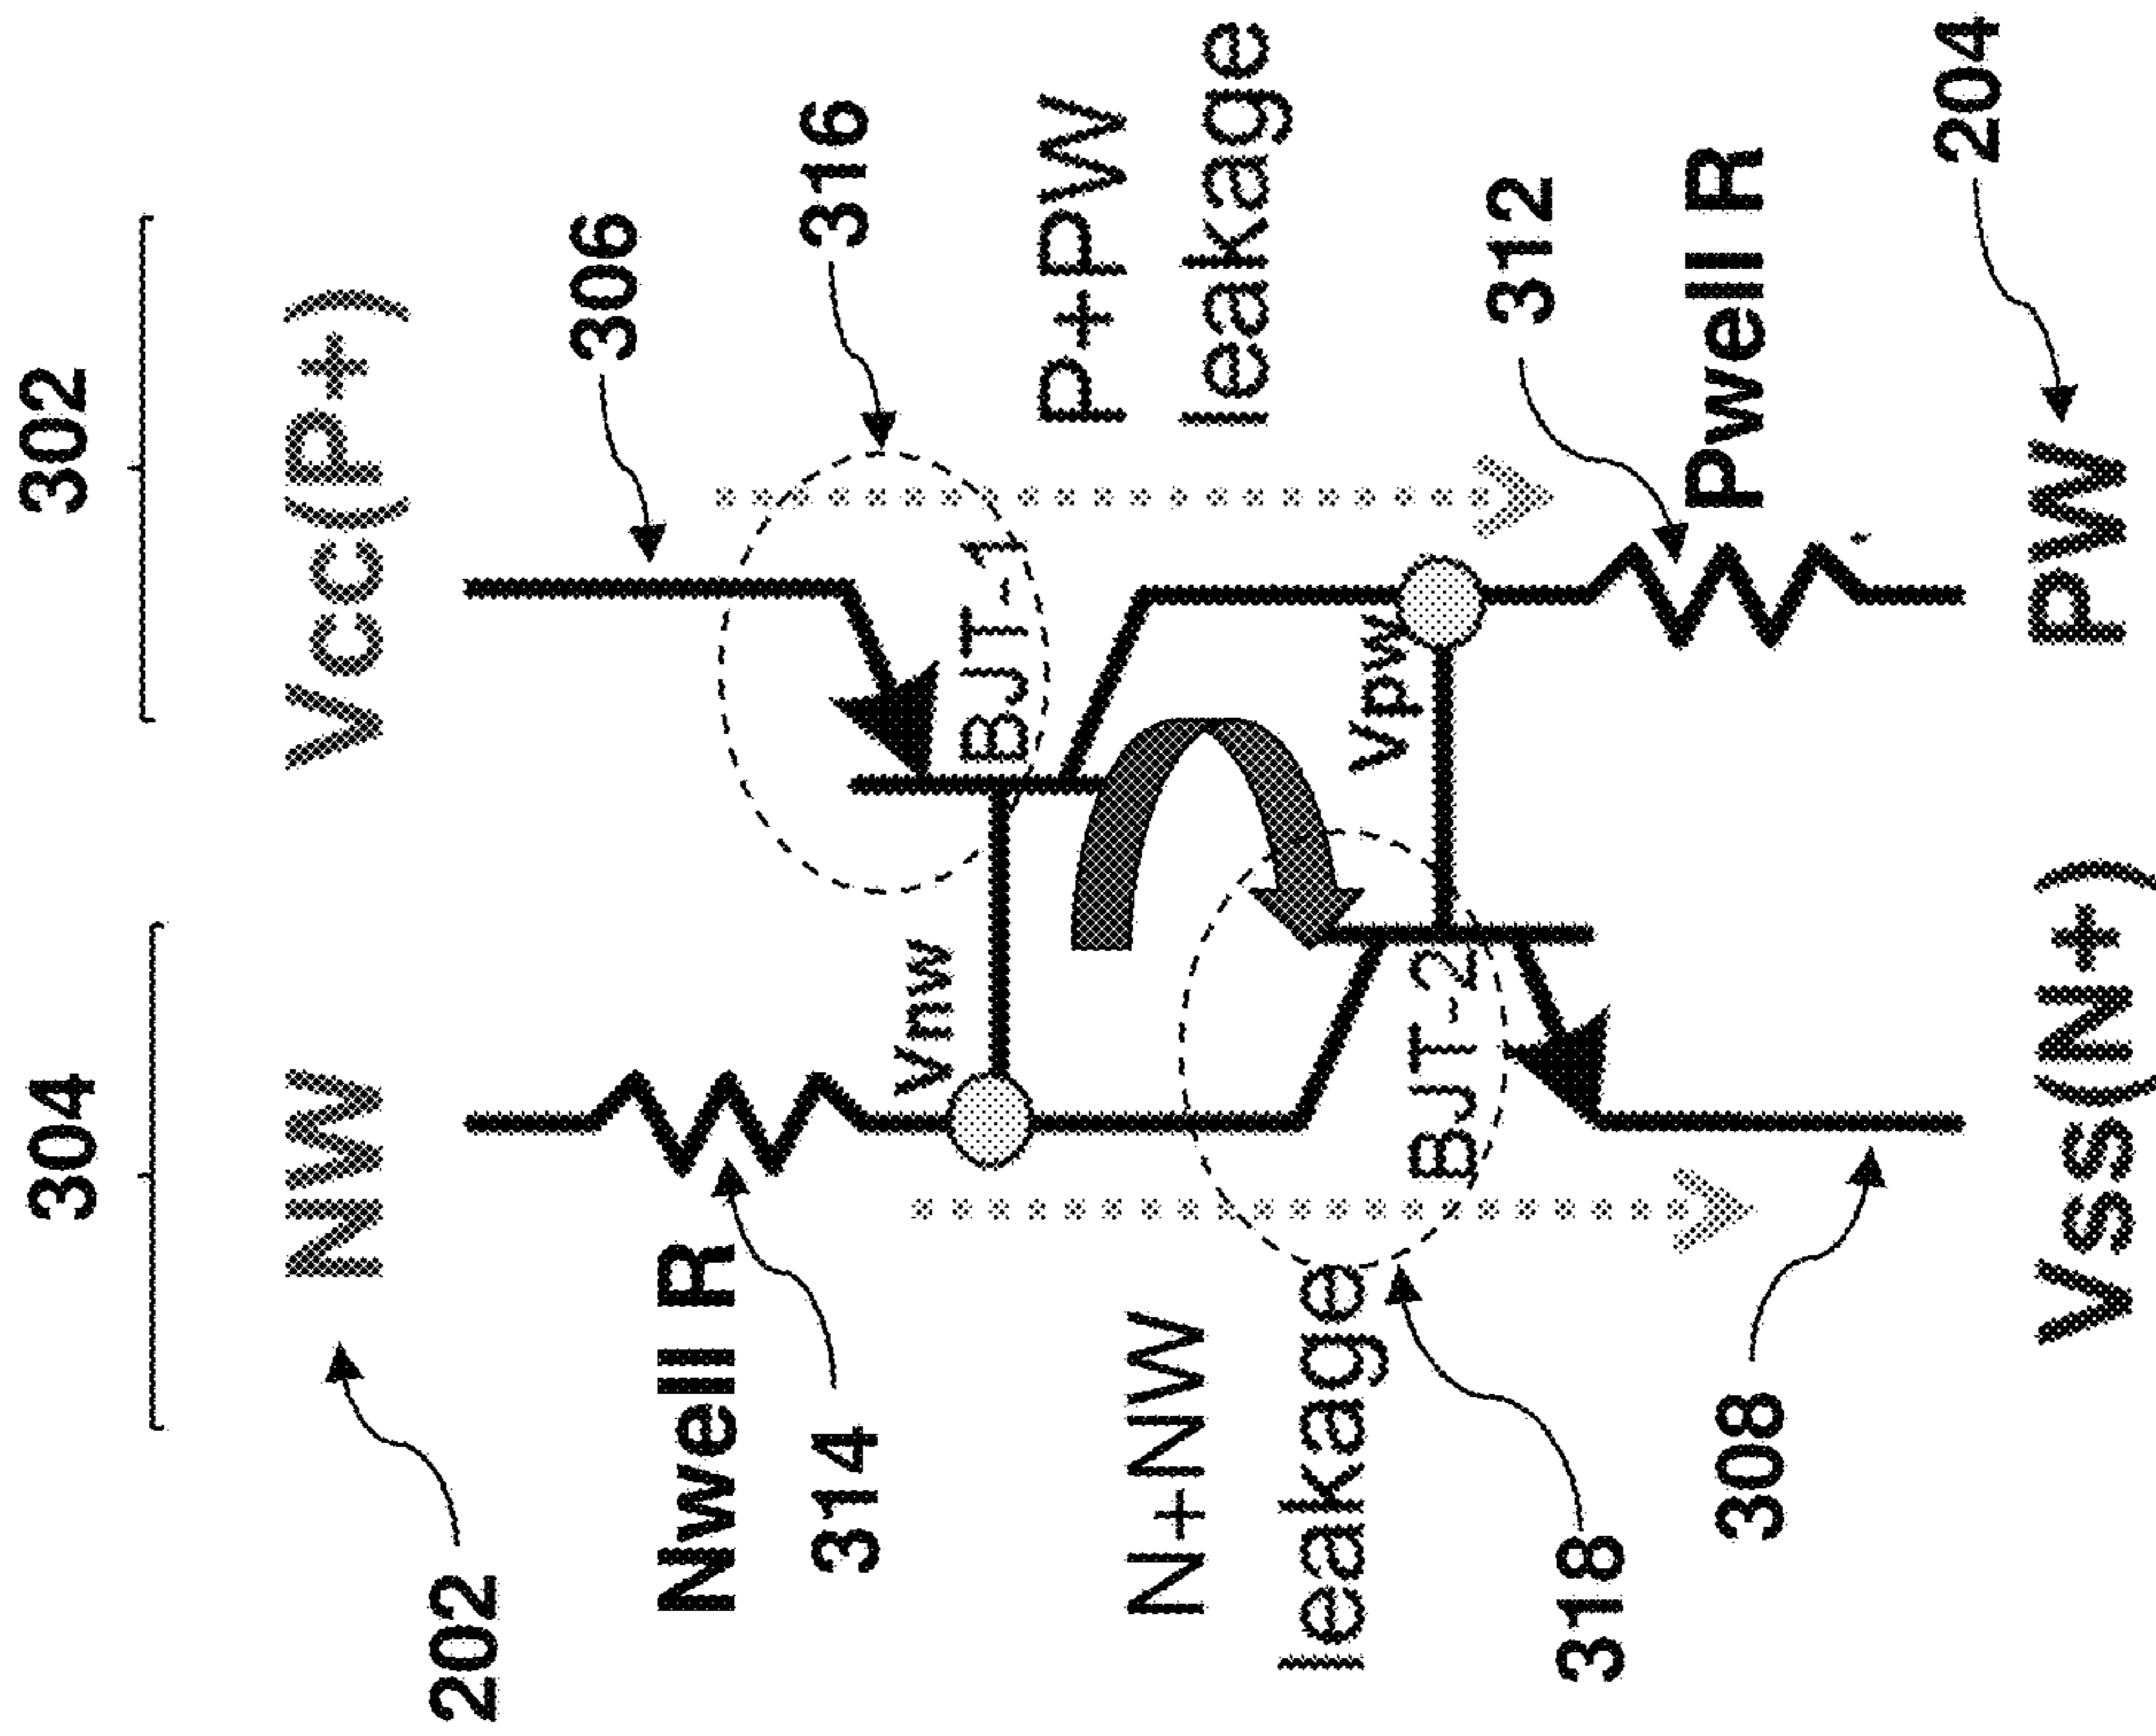 302
304
Vcc(P+)
NW
202
306
316
Nwell R
314
Vnw
BJT-1
P+PW
leakage
N+NW
leakage
Vpw
BJT-2
312
Pwell R
318
308
204
PW
Vss(N+)